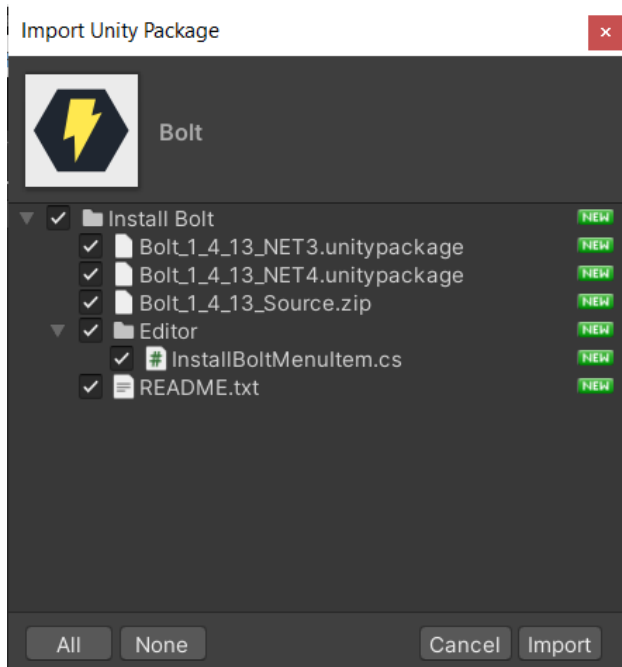 Import Unity Package
Bolt
Install Bolt NEW
Bolt_1_4_13_NET3.unitypackage NEW
Bolt_1_4_13_NET4.unitypackage NEW
Bolt_1_4_13_Source.zip NEW
Editor NEW
InstallBoltMenuItem.cs NEW
README.txt NEW
All None Cancel Import